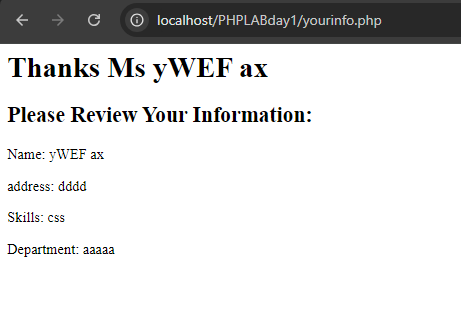 localhost/PHPLABday1/yourinfo.php
Thanks Ms yWEF ax
Please Review Your Information:
Name: yWEF ax
address: dddd
Skills: css
Department: aaaaa